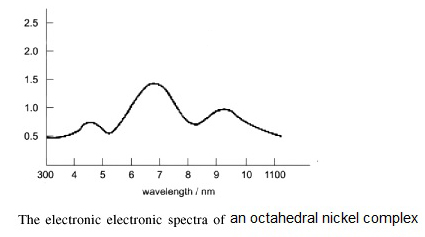 2.5
2.0
1.5
1.0
0.5
300 4 5 6 7 8 9 10 1100
wavelength / nm
The electronic electronic spectra of an octahedral nickel complex